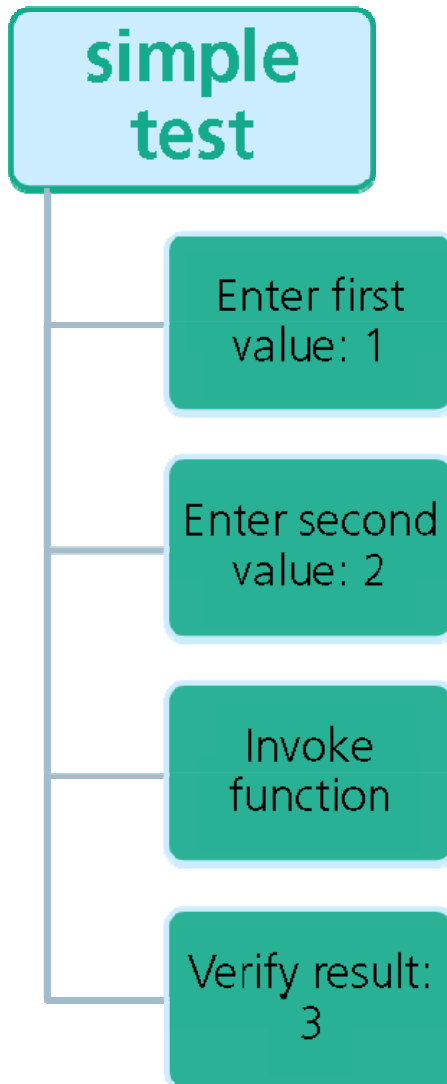 simple
test
Enter first
value: 1
Enter second
value: 2
Invoke
function
Verify result:
3